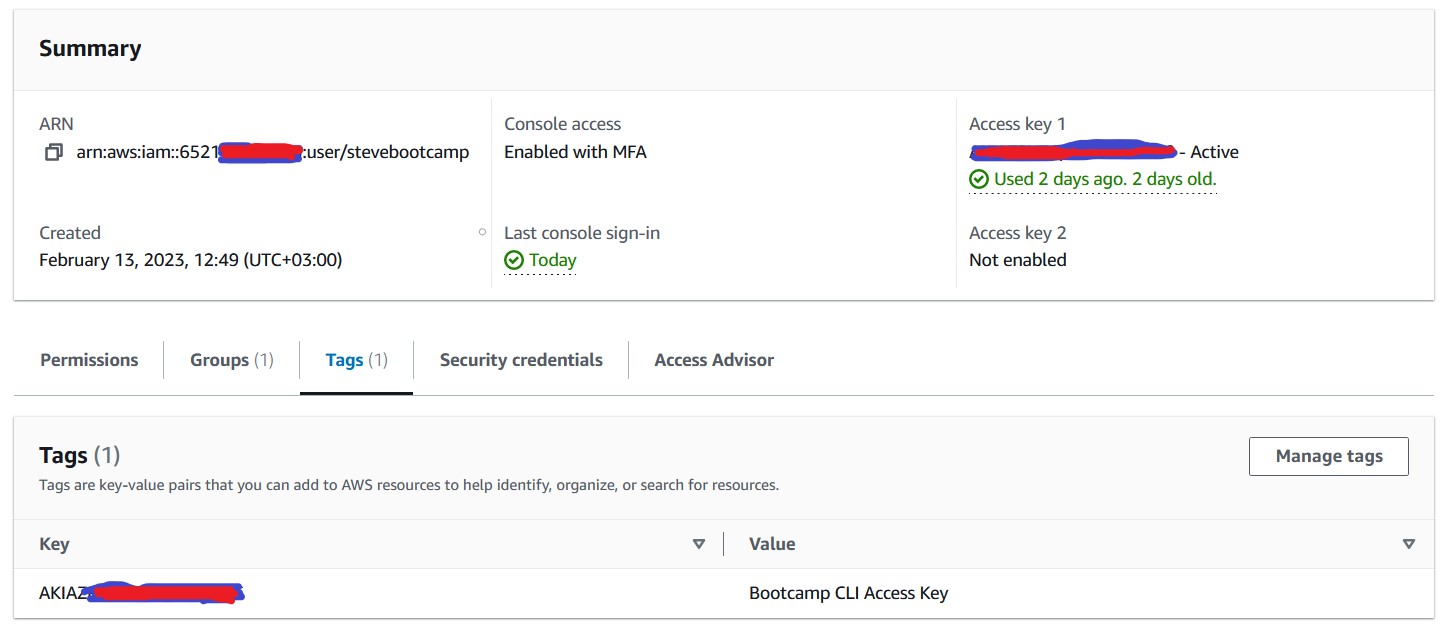 Summary
ARN
arn:aws:iam::6521 :user/stevebootcamp
Console access
Enabled with MFA
Access key 1
- Active
Used 2 days ago. 2 days old.
Created
February 13, 2023, 12:49 (UTC+03:00)
Last console sign-in
Today
Access key 2
Not enabled
Permissions Groups (1) Tags (1) Security credentials Access Advisor
Tags (1)
Manage tags
Tags are key-value pairs that you can add to AWS resources to help identify, organize, or search for resources.
Key Value
AKIAZ Bootcamp CLI Access Key